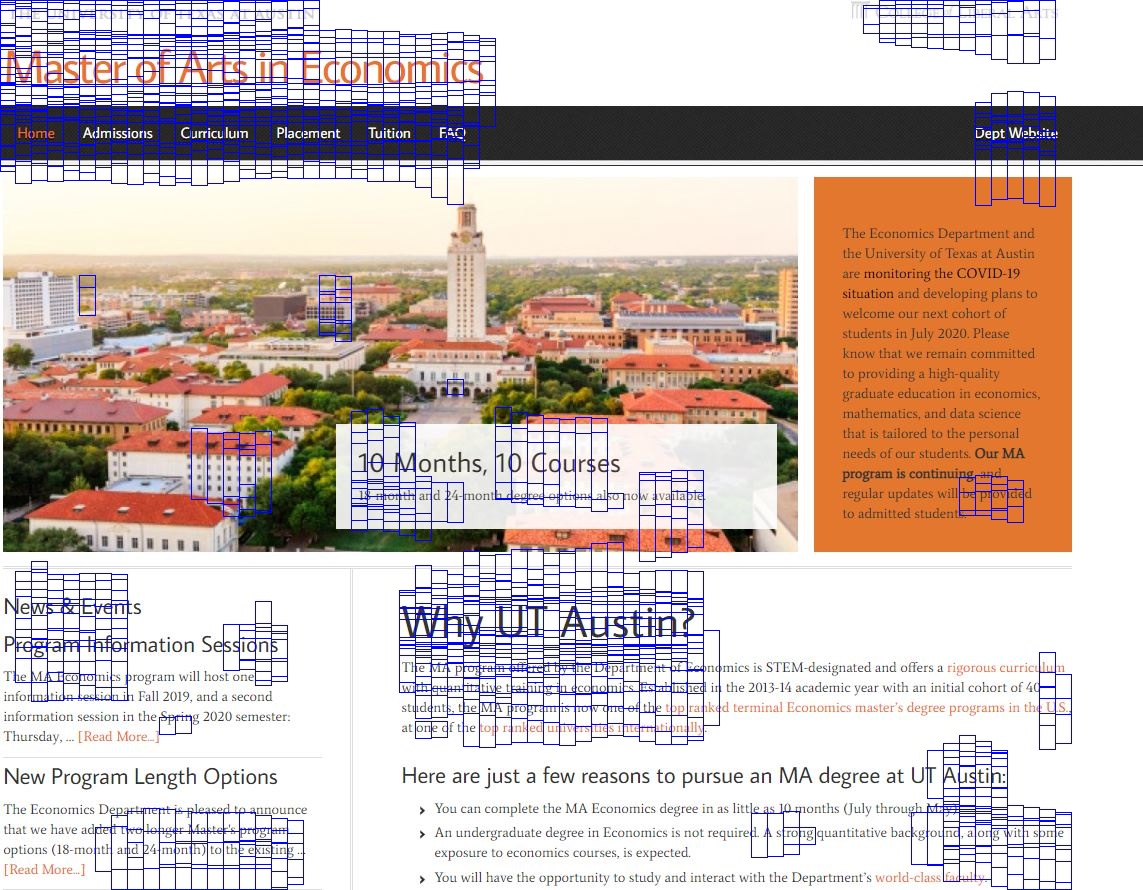 THE UNIVERSITY OF TEXAS AT AUSTIN
COLLEGE of LIBERAL ARTS
Master of Arts in Economics
Home Admissions Curriculum Placement Tuition FAQ Dept Website
10 Months, 10 Courses
18-month and 24-month degree options also now available.
The Economics Department and
the University of Texas at Austin
are monitoring the COVID-19
situation and developing plans to
welcome our next cohort of
students in July 2020. Please
know that we remain committed
to providing a high-quality
graduate education in economics,
mathematics, and data science
that is tailored to the personal
needs of our students. Our MA
program is continuing, and
regular updates will be provided
to admitted students.
News & Events
Program Information Sessions
The MA Economics program will host one
information session in Fall 2019, and a second
information session in the Spring 2020 semester:
Thursday, ... [Read More...]
New Program Length Options
The Economics Department is pleased to announce
that we have added two longer Master's program
options (18-month and 24-month) to the existing ...
[Read More...]
Why UT Austin?
The MA program offered by the Department of Economics is STEM-designated and offers a rigorous curriculum
with quantitative training in economics. Established in the 2013-14 academic year with an initial cohort of 40
students, the MA program is now one of the top ranked terminal Economics master's degree programs in the U.S.,
at one of the top ranked universities internationally.
Here are just a few reasons to pursue an MA degree at UT Austin:
You can complete the MA Economics degree in as little as 10 months (July through May).
An undergraduate degree in Economics is not required. A strong quantitative background, along with some
exposure to economics courses, is expected.
You will have the opportunity to study and interact with the Department's world-class faculty.